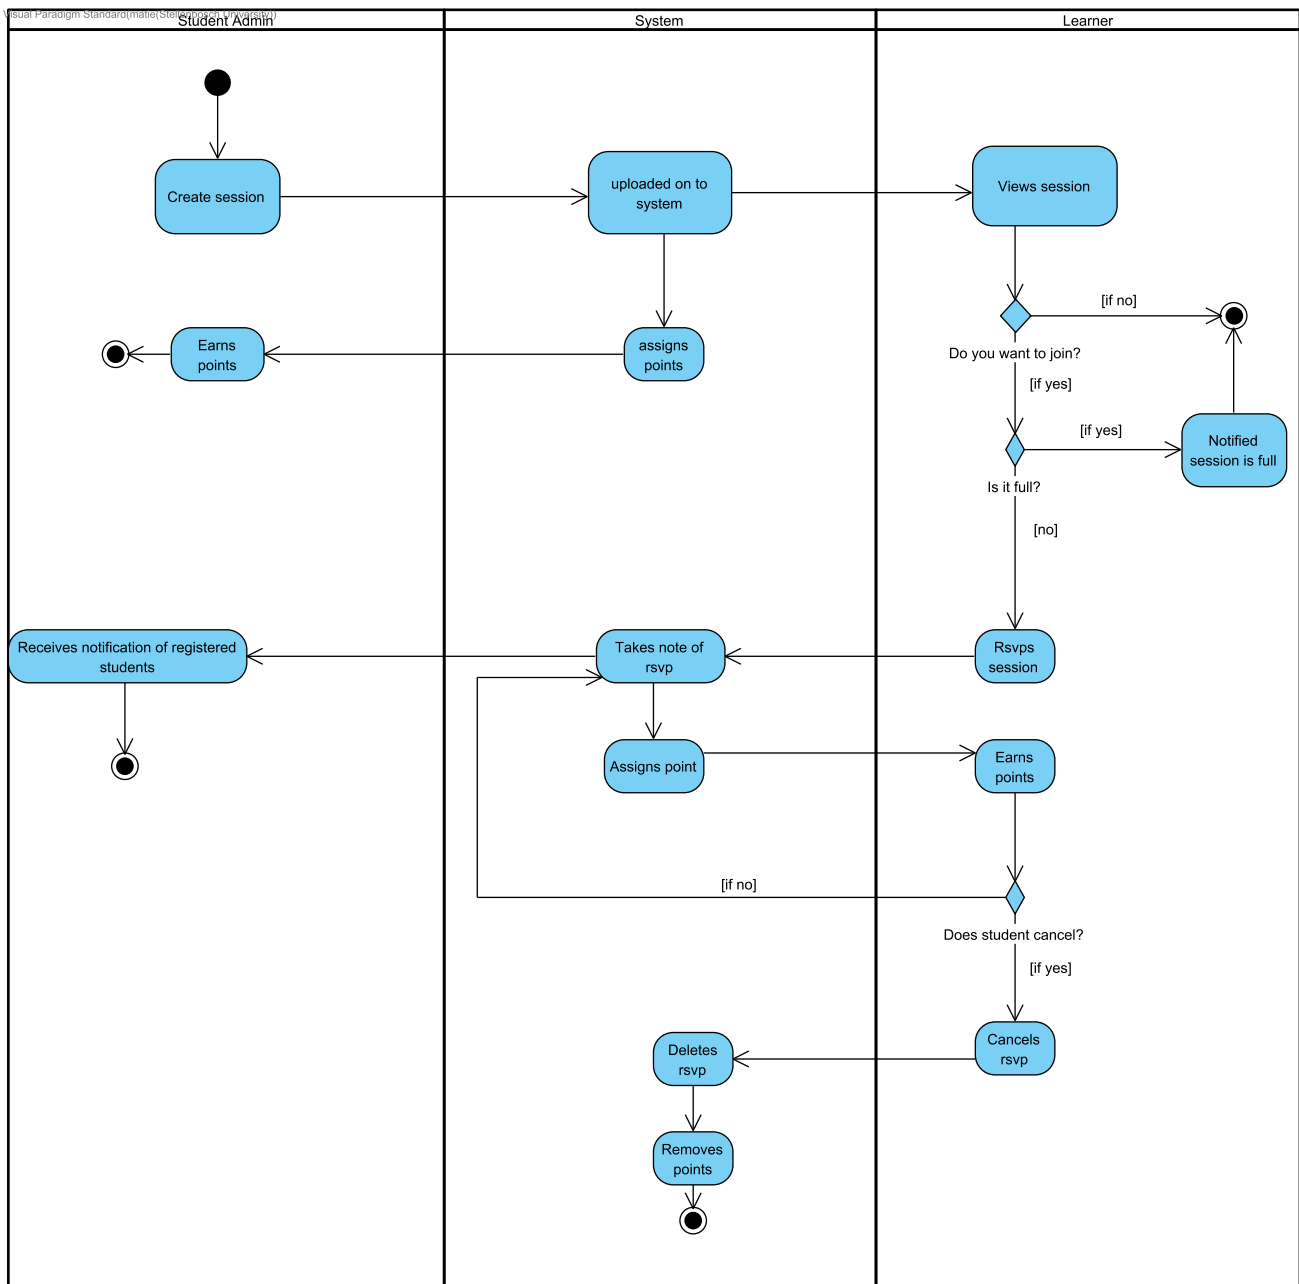 Visual Paradigm Standard(matie(Stellenbosch University))
Student Admin
System
Learner
Create session
uploaded on to
system
Views session
[if no]
Earns
points
assigns
points
Do you want to join?
[if yes]
[if yes]
Notified
session is full
Is it full?
[no]
Receives notification of registered
students
Takes note of
rsvp
Rsvps
session
Assigns point
Earns
points
[if no]
Does student cancel?
[if yes]
Deletes
rsvp
Cancels
rsvp
Removes
points